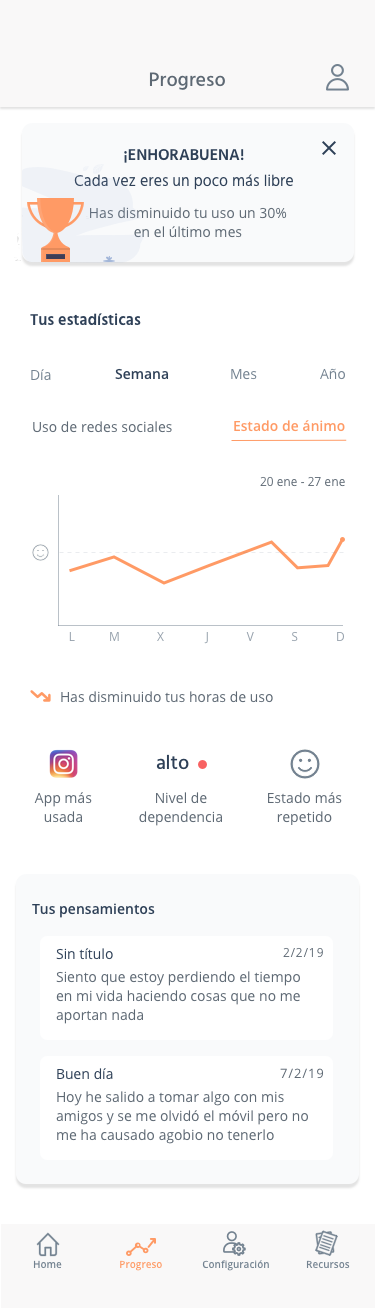 Progreso
¡ENHORABUENA!
Cada vez eres un poco más libre
Has disminuido tu uso un 30%
en el último mes
Tus estadísticas
Día Semana Mes Año
Uso de redes sociales Estado de ánimo
20 ene - 27 ene
L M X J V S D
Has disminuido tus horas de uso
alto
App más Nivel de Estado más
usada dependencia repetido
Tus pensamientos
Sin título 2/2/19
Siento que estoy perdiendo el tiempo
en mi vida haciendo cosas que no me
aportan nada
Buen día 7/2/19
Hoy he salido a tomar algo con mis
amigos y se me olvidó el móvil pero no
me ha causado agobio no tenerlo
Home Progreso Configuración Recursos